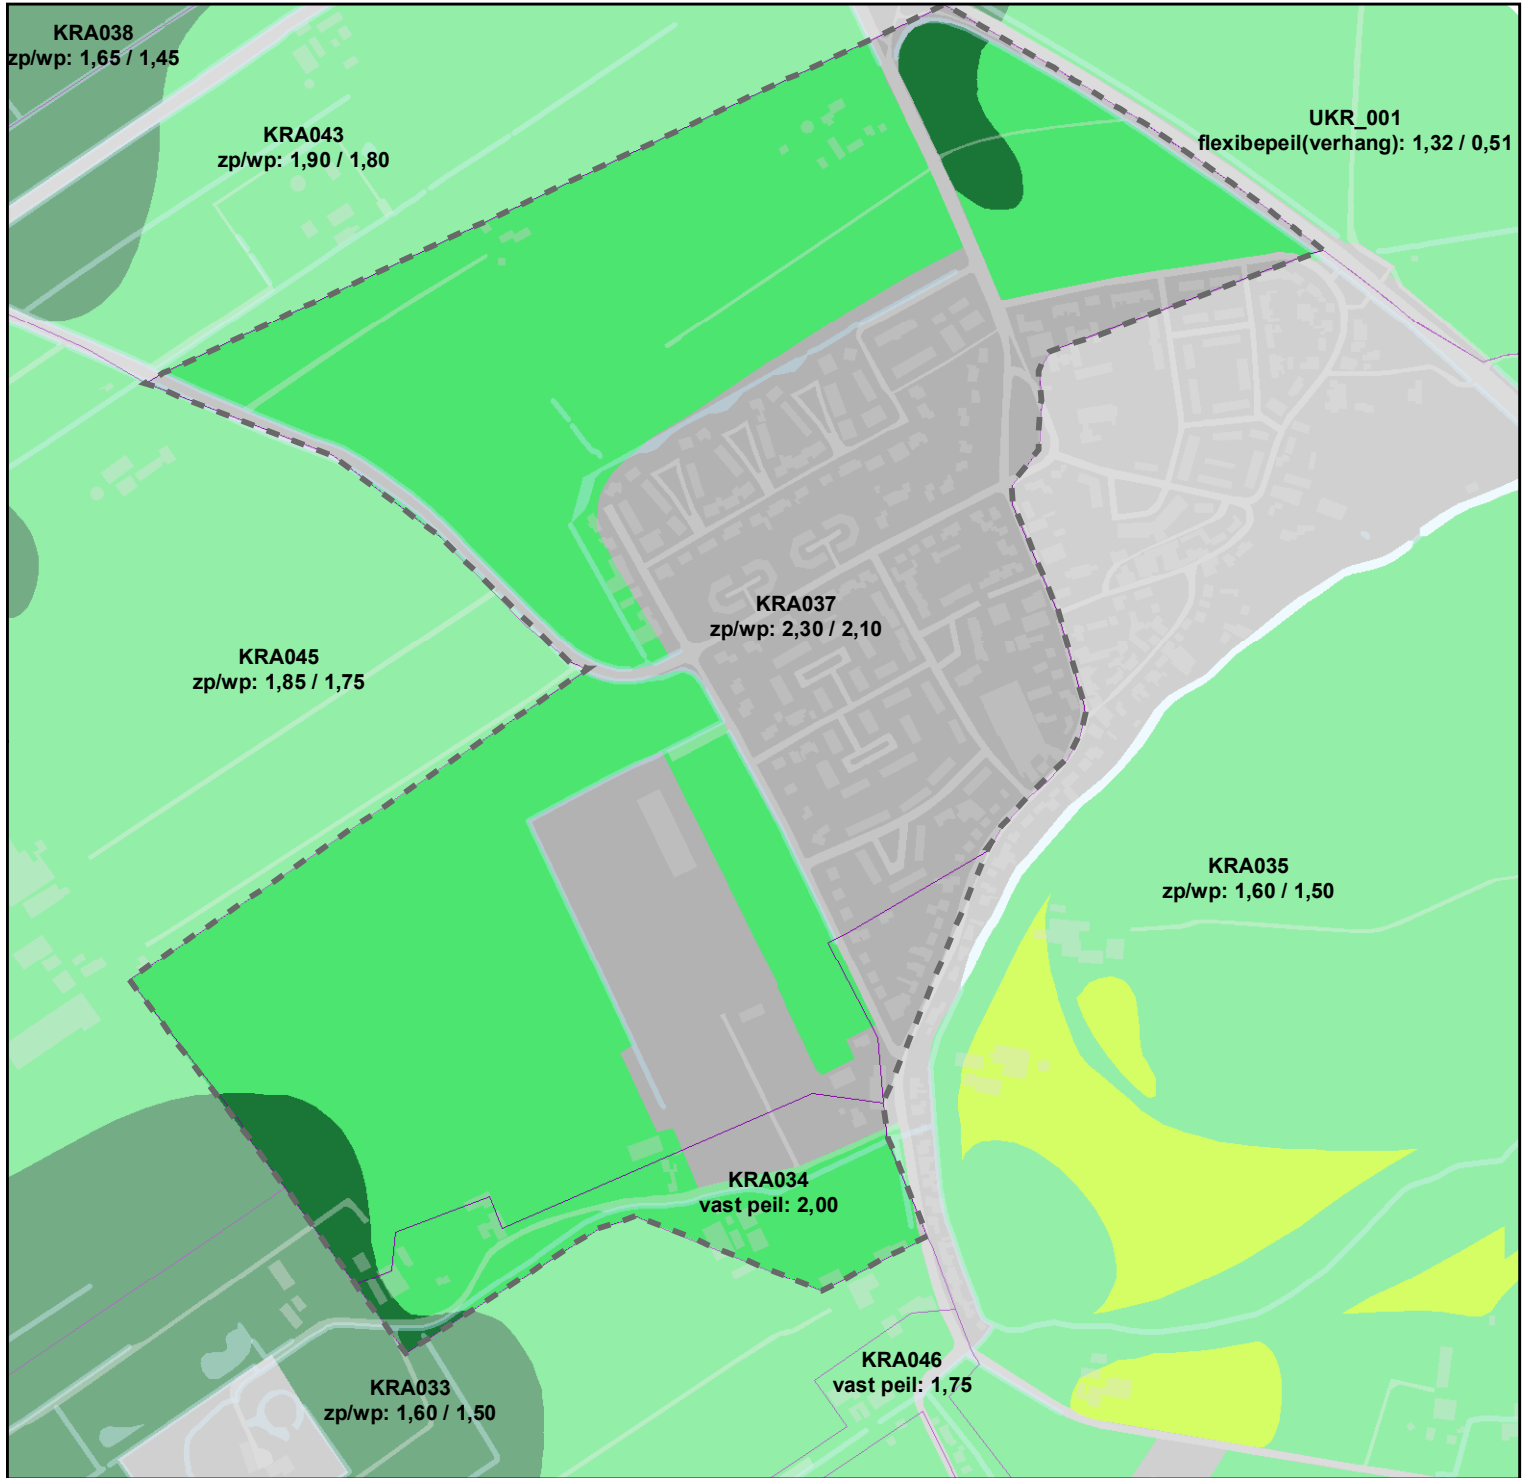 KRA038
zp/wp: 1,65 / 1,45
KRA043
zp/wp: 1,90 / 1,80
UKR_001
flexibepeil(verhang): 1,32 / 0,51
KRA037
zp/wp: 2,30 / 2,10
KRA045
zp/wp: 1,85 / 1,75
KRA035
zp/wp: 1,60 / 1,50
KRA034
vast peil: 2,00
KRA046
vast peil: 1,75
KRA033
zp/wp: 1,60 / 1,50